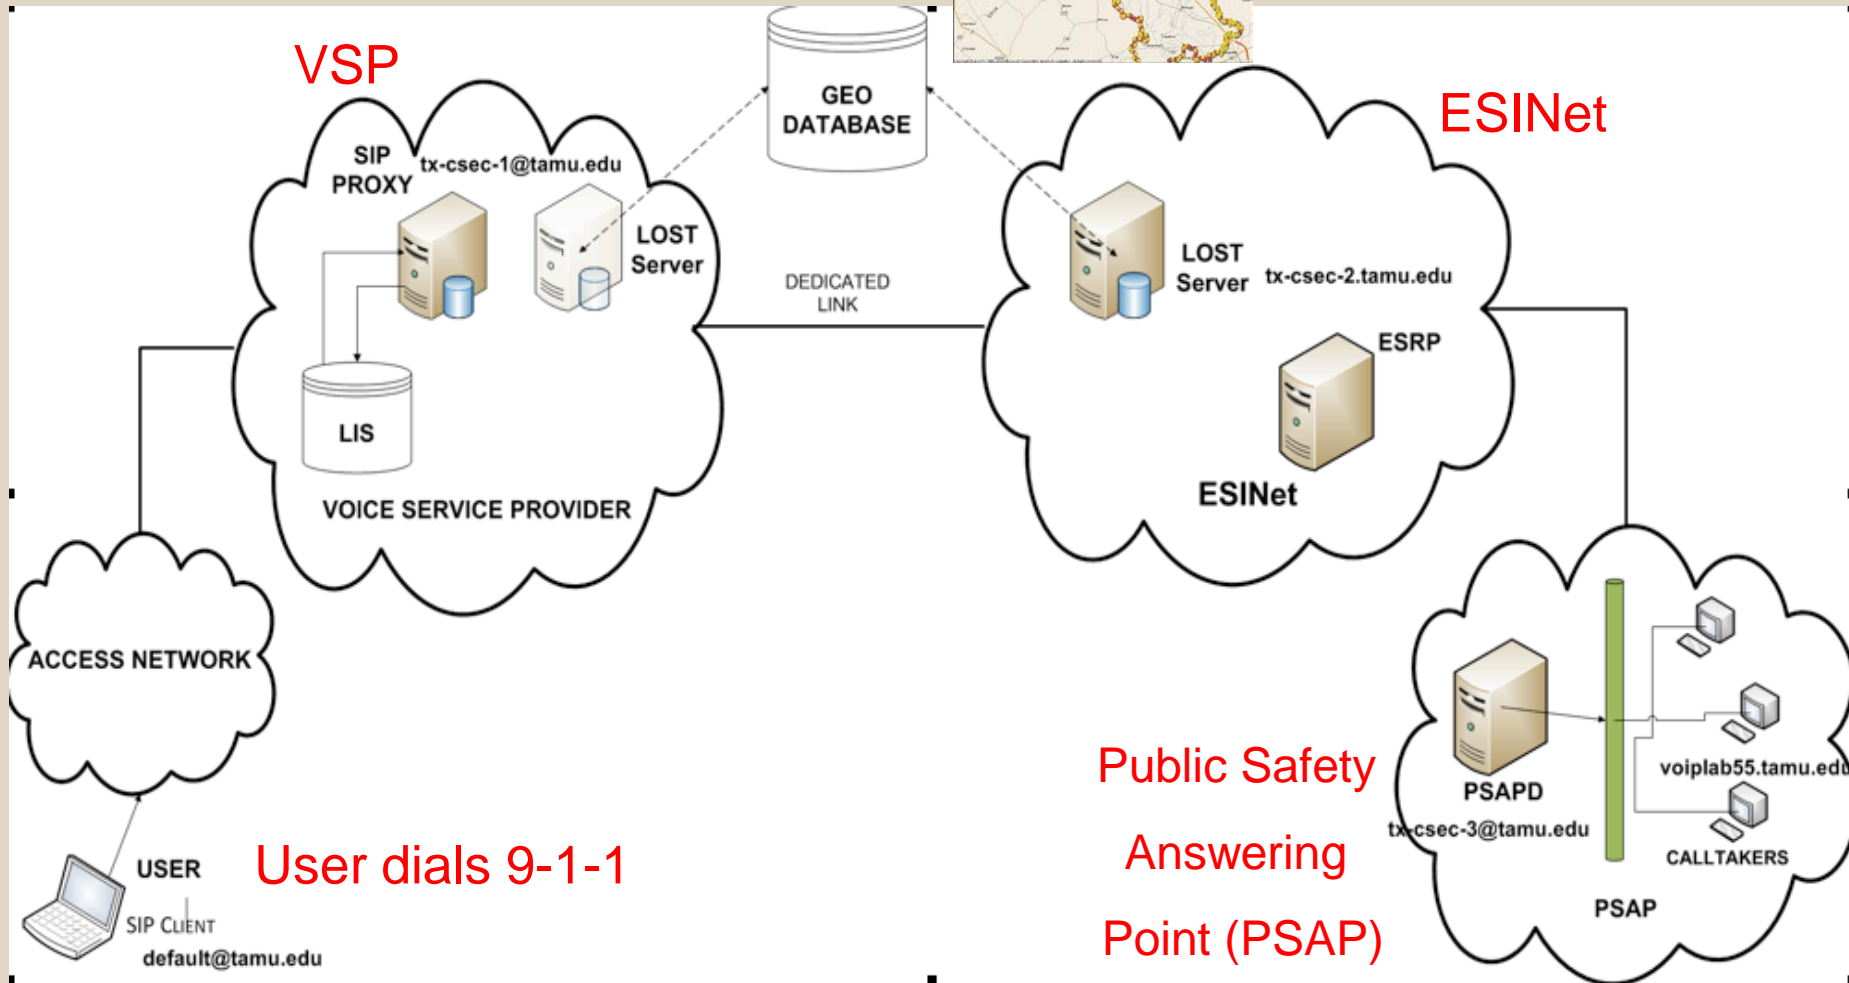 VSP
GEO
DATABASE
ESINet
SIP
PROXY
tx-csec-1@tamu.edu
LOST
Server
DEDICATED
LINK
LOST
Server
tx-csec-2.tamu.edu
ESRP
LIS
ESINet
VOICE SERVICE PROVIDER
ACCESS NETWORK
Public Safety
Answering
Point (PSAP)
PSAPD
tx-csec-3@tamu.edu
voiplab55.tamu.edu
CALLTAKERS
PSAP
User dials 9-1-1
USER
SIP CLIENT
default@tamu.edu